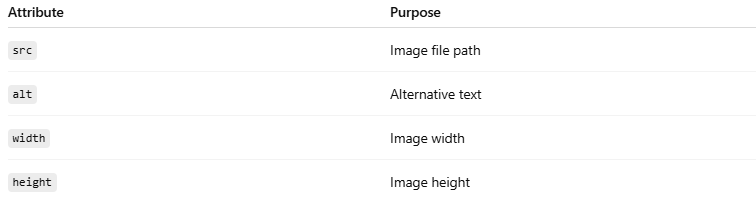 Attribute Purpose
src Image file path
alt Alternative text
width Image width
height Image height